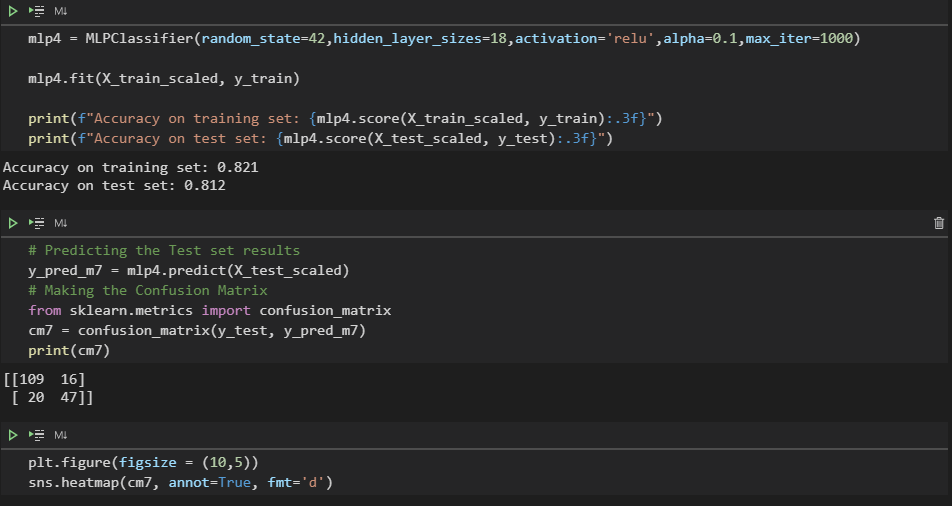 M↓
mlp4 = MLPClassifier(random_state=42,hidden_layer_sizes=18,activation='relu',alpha=0.1,max_iter=1000)
mlp4.fit(X_train_scaled, y_train)
print(f"Accuracy on training set: {mlp4.score(X_train_scaled, y_train):.3f}")
print(f"Accuracy on test set: {mlp4.score(X_test_scaled, y_test):.3f}")
Accuracy on training set: 0.821
Accuracy on test set: 0.812
M↓
# Predicting the Test set results
y_pred_m7 = mlp4.predict(X_test_scaled)
# Making the Confusion Matrix
from sklearn.metrics import confusion_matrix
cm7 = confusion_matrix(y_test, y_pred_m7)
print(cm7)
[[109  16]
 [ 20  47]]
M↓
plt.figure(figsize = (10,5))
sns.heatmap(cm7, annot=True, fmt='d')